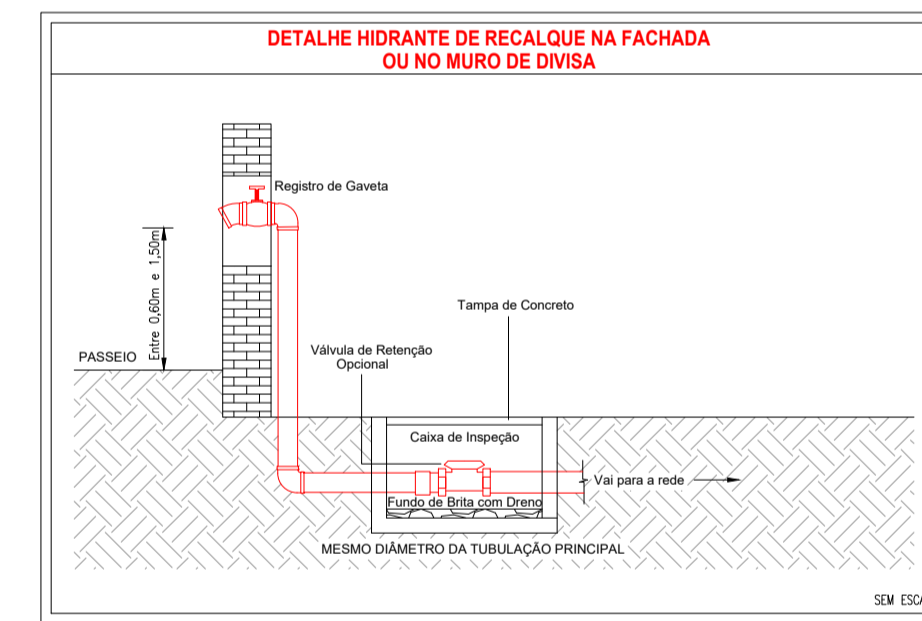 DETALHE HIDRANTE DE RECALQUE NA FACHADA
OU NO MURO DE DIVISA
Registro de Gaveta
Entre 0,60m e 1,50m
PASSEIO
Tampa de Concreto
Válvula de Retenção
Opcional
Caixa de Inspeção
Vai para a rede
Fundo de Brita com Dreno
MESMO DIÂMETRO DA TUBULAÇÃO PRINCIPAL
SEM ESCA